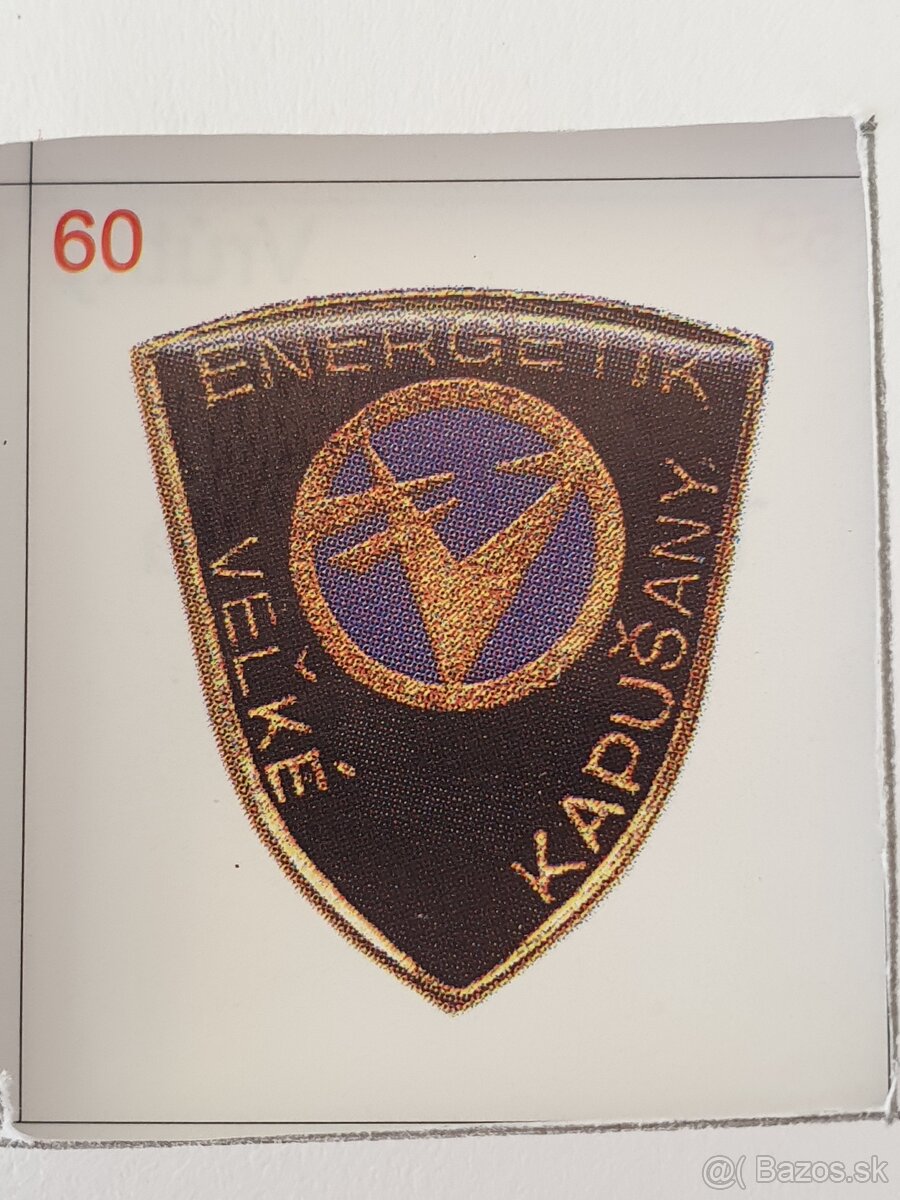 60
ENERGETIK
VEĽKÉ
KAPUŠANY
@( Bazos.sk